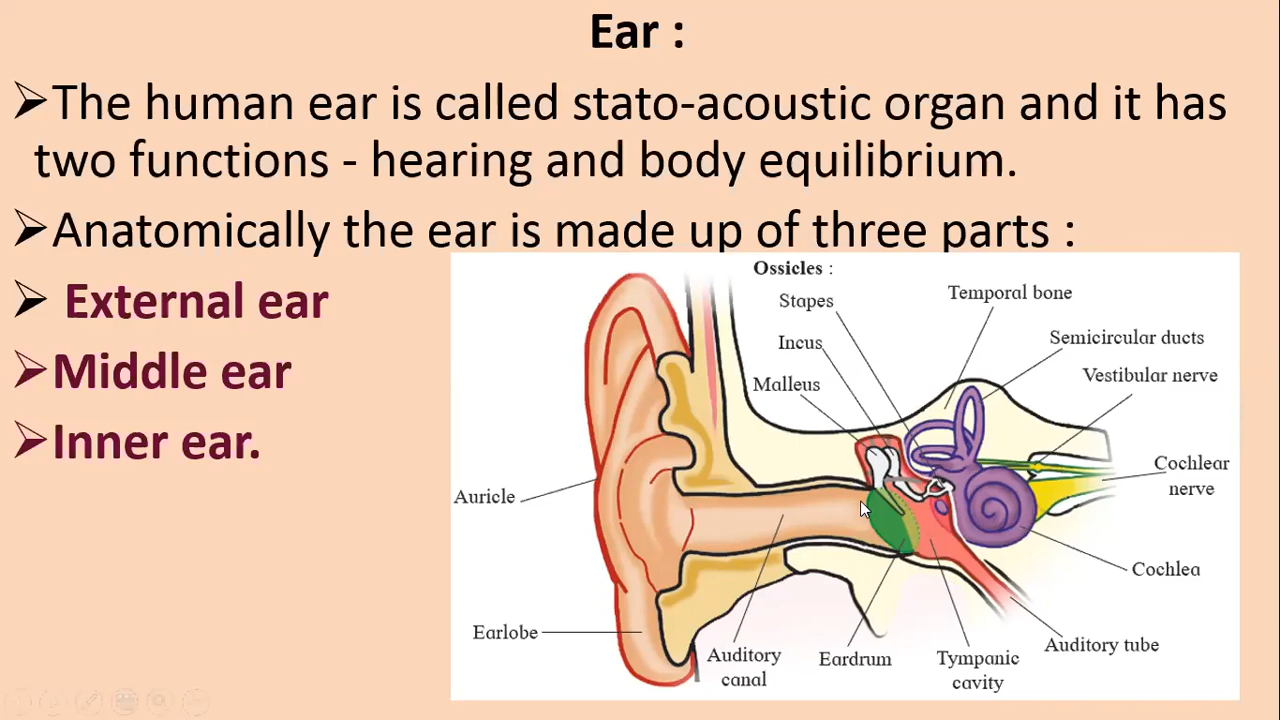 Ear :
➢The human ear is called stato-acoustic organ and it has
two functions - hearing and body equilibrium.
➢Anatomically the ear is made up of three parts :
➢ External ear
➢Middle ear
➢Inner ear.
Ossicles :
Stapes
Incus
Malleus
Temporal bone
Semicircular ducts
Vestibular nerve
Cochlear
nerve
Auricle
Cochlea
Earlobe
Auditory
canal
Eardrum
Tympanic
cavity
Auditory tube